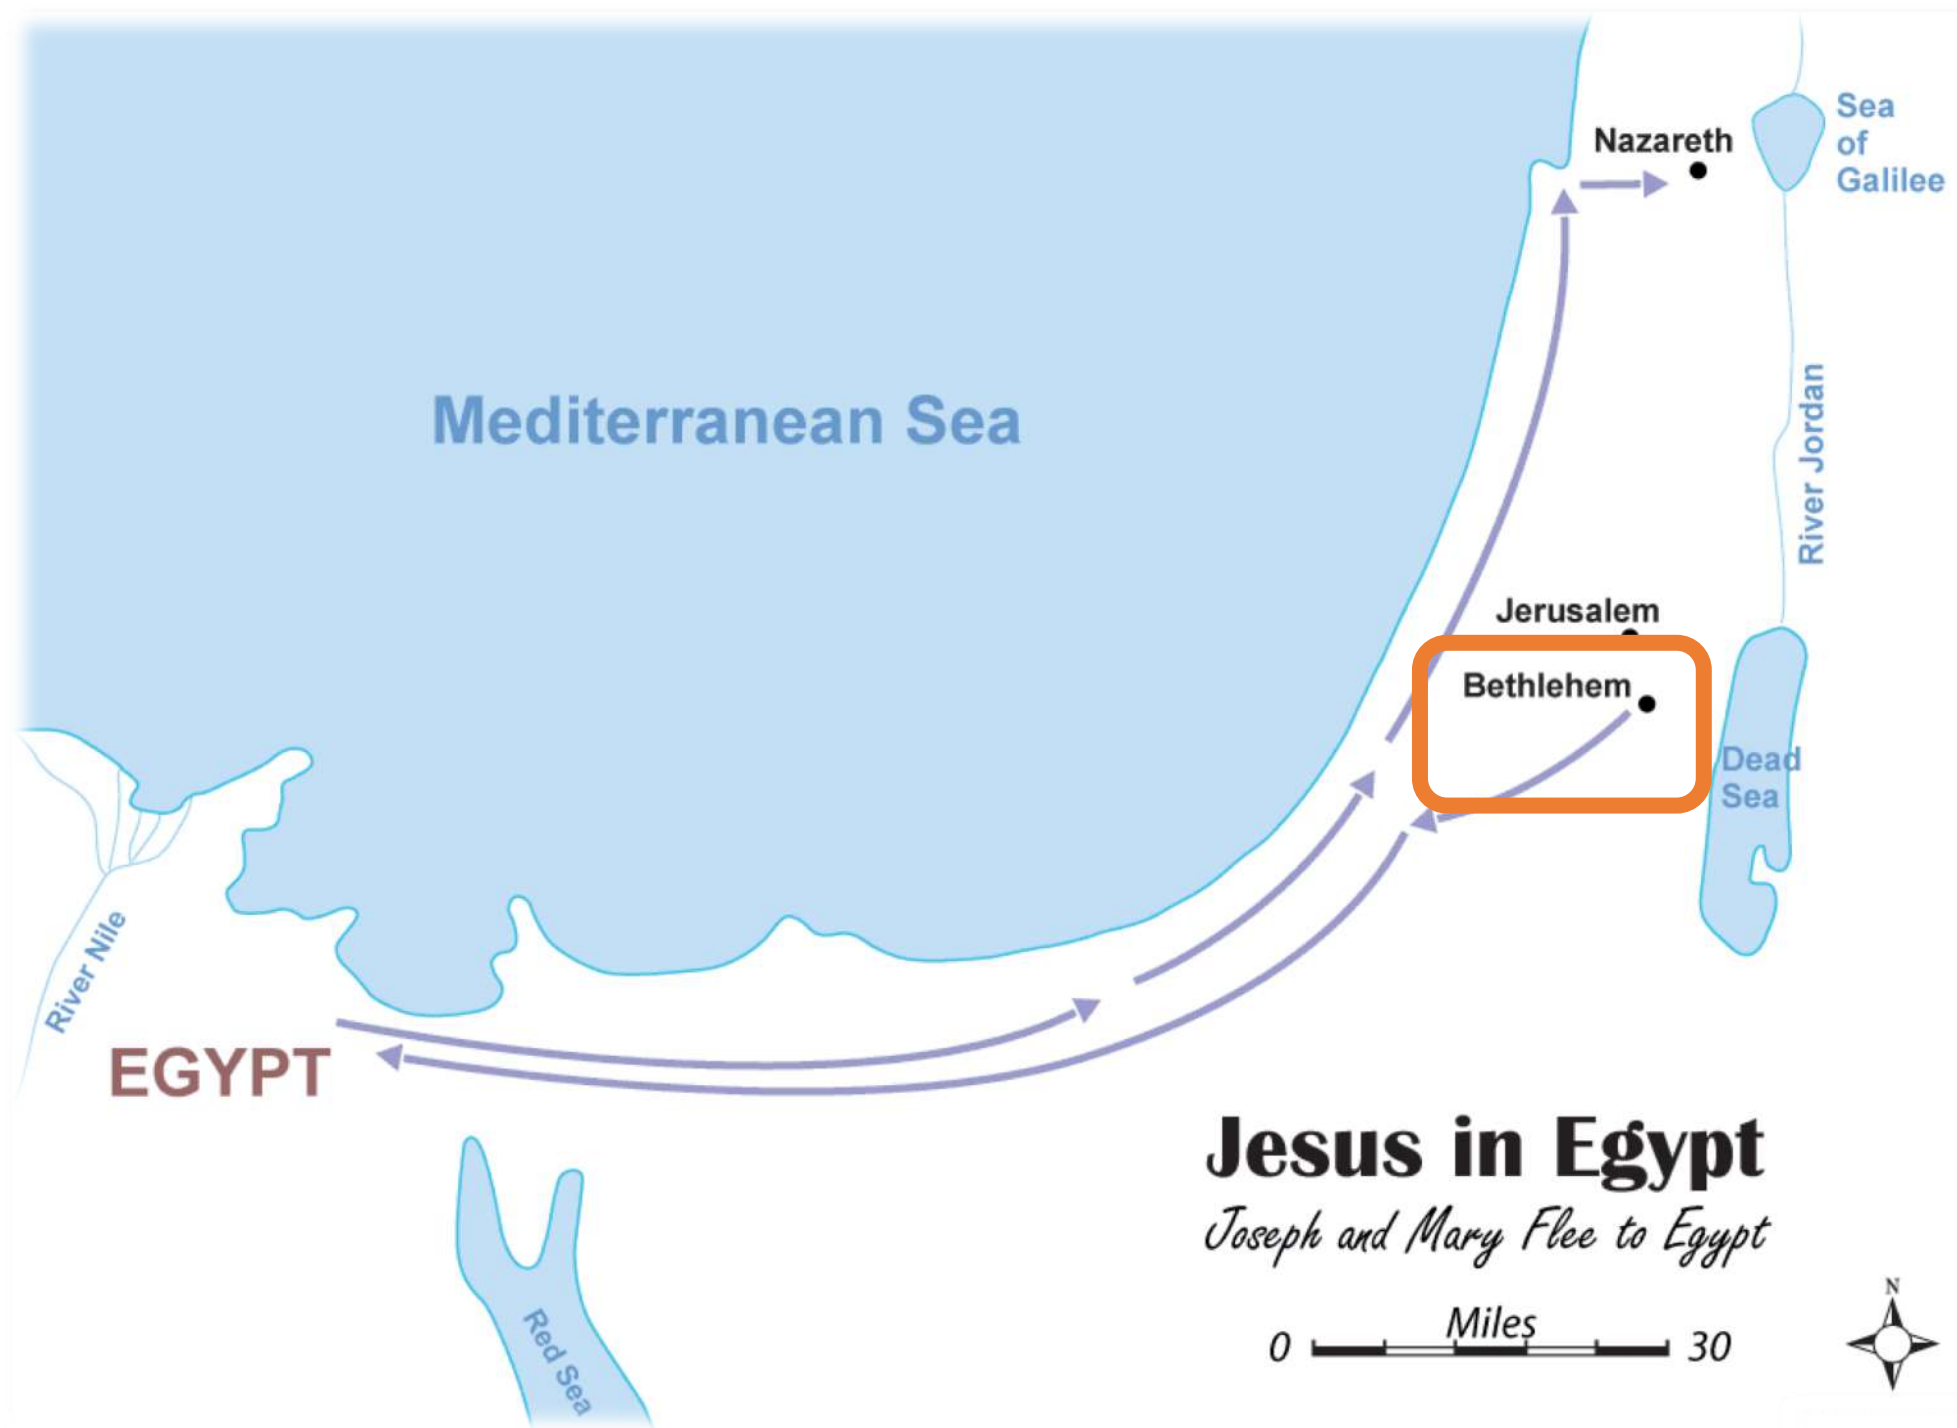 Sea
of
Galilee
Nazareth
Mediterranean Sea
River Jordan
Jerusalem
Bethlehem
Dead
Sea
River Nile
EGYPT
Red Sea
Jesus in Egypt
Joseph and Mary Flee to Egypt
Miles
0 30
N